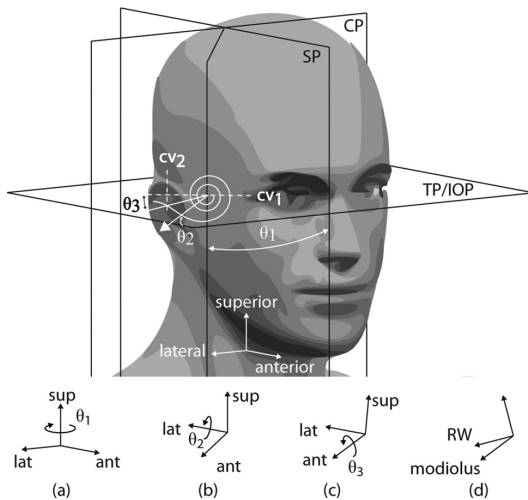 CP
SP
cv2
TP/IOP
θ3
cv1
θ1
θ2
superior
lateral
anterior
sup
θ1
lat
ant
(a)
sup
lat
θ2
ant
(b)
sup
lat
ant
θ3
(c)
RW
modiolus
(d)